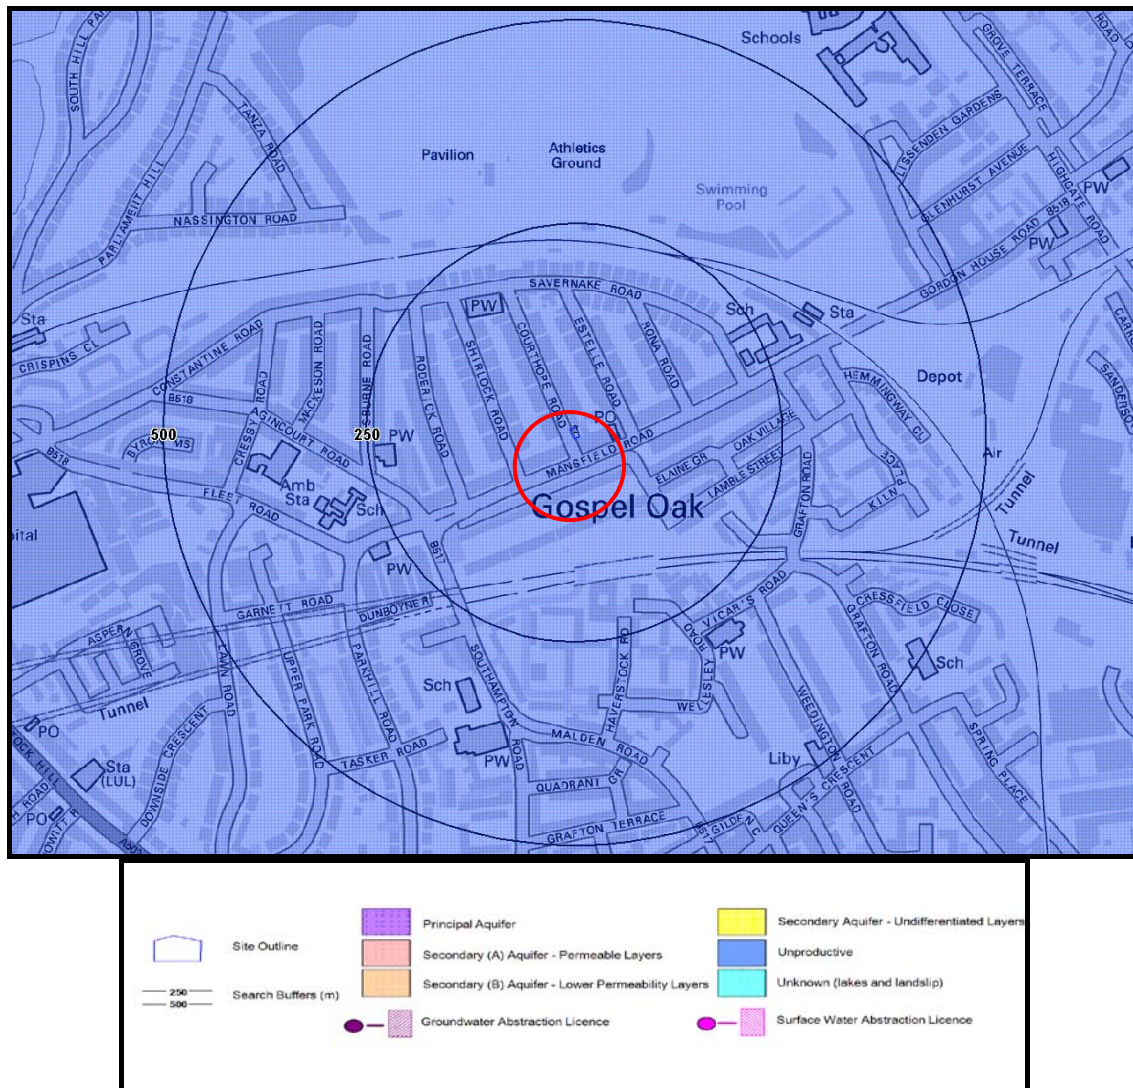 Schools
SOUTH HILL PA
TANZA ROAD
GROVE TERRACE
Pavilion
Athletics
Ground
LISSENDEN GARDENS
GLENHURST AVENUE
HIGHGATE ROAD
PW
Swimming
Pool
PARLIAMENT HILL
NASSINGTON ROAD
GORDON HOUSE ROAD B518
PW
SAVERNAKE ROAD
Sta
CRISPINS CL
CONSTANTINE ROAD
PW
Sch
Sta
COURTHOPE ROAD
ESTELLE ROAD
RONA ROAD
SHIRLOCK ROAD
RODERICK ROAD
MACKESON ROAD
CRESSY ROAD
Depot
HEMMINGWAY CL
SANDERSO
B518
AGINCOURT
ROAD
500
250
PW
PO
MANSFIELD ROAD
OAK VILLAGE
ELAINE GR
LAMBLE STREET
GRAFTON ROAD
KILN PLACE
Air
Tunnel
B518
FLEET ROAD
Amb
Sta
Sch
Gospel Oak
Tunnel
pital
PW
B517
GARNETT ROAD
DUNBOYNE R
VICAR'S ROAD
CRESSFIELD CLOSE
GRAFTON ROAD
ASPERN GROVE
LAWN ROAD
UPPER PARK ROAD
PARKHILL ROAD
SOUTHAMPTON ROAD
HAVERSTOCK RD
WELLESLEY ROAD
PW
Sch
WEEDINGTON ROAD
Tunnel
Sch
PO
DOWNSIDE CRESCENT
MALDEN ROAD
SPRING PLACE
Sta
(LUL)
TASKER ROAD
PW
Liby
QUEEN'S CRESCENT
QUADRANT GR
GRAFTON TERRACE
PO
B517
GILDEN C
Site Outline
250
500
Search Buffers (m)
Principal Aquifer
Secondary (A) Aquifer - Permeable Layers
Secondary (B) Aquifer - Lower Permeability Layers
Groundwater Abstraction Licence
Secondary Aquifer - Undifferentiated Layers
Unproductive
Unknown (lakes and landslip)
Surface Water Abstraction Licence